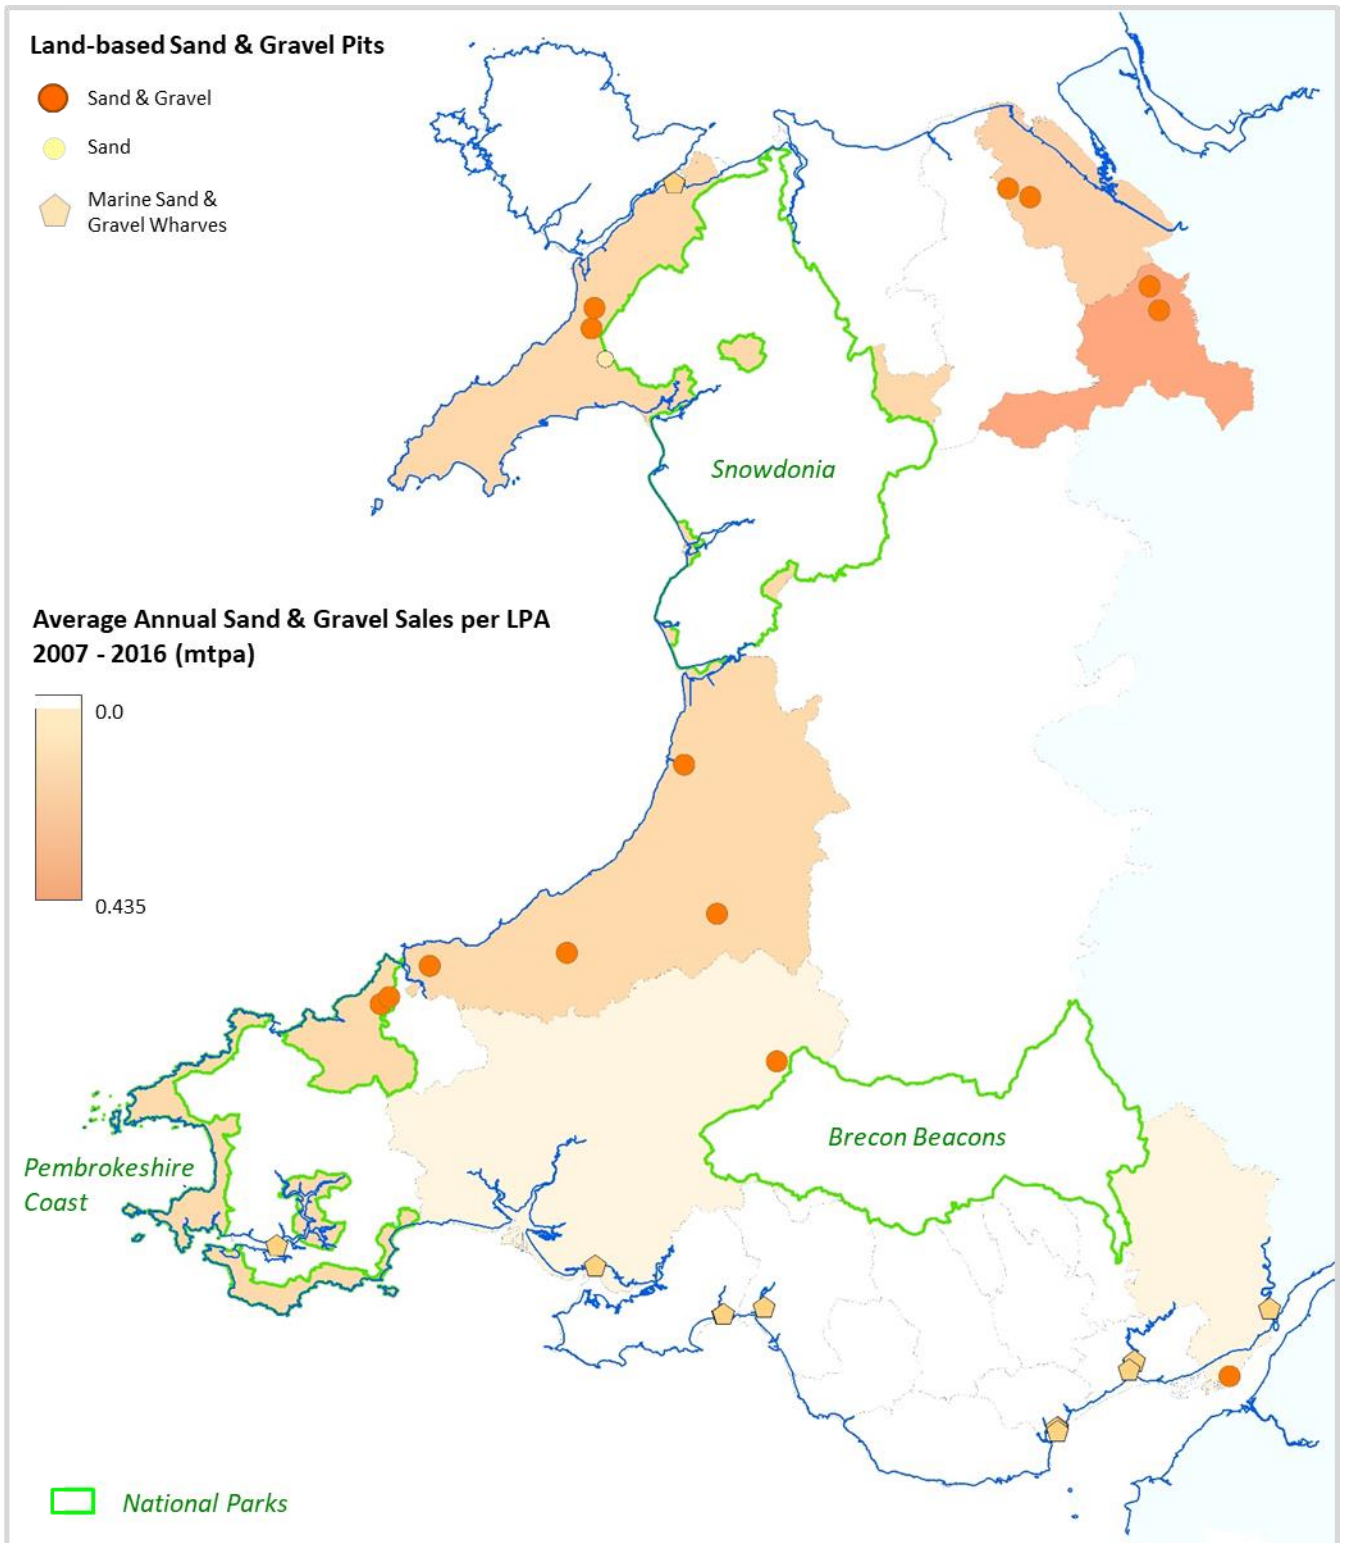 Land-based Sand & Gravel Pits
Sand & Gravel
Sand
Marine Sand &
Gravel Wharves
Snowdonia
Average Annual Sand & Gravel Sales per LPA
2007 - 2016 (mtpa)
0.0
0.435
Pembrokeshire
Coast
Brecon Beacons
National Parks